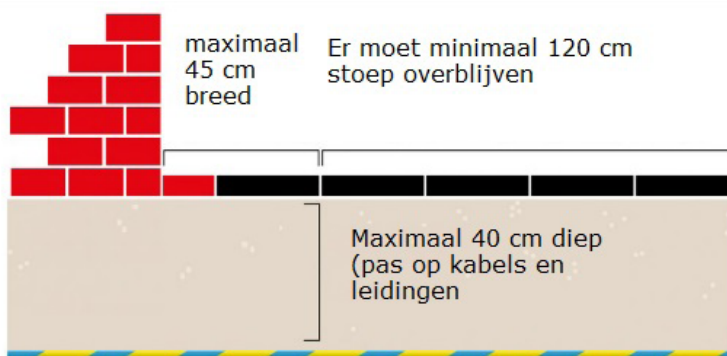 maximaal
45 cm
breed
Er moet minimaal 120 cm
stoep overblijven
Maximaal 40 cm diep
(pas op kabels en
leidingen